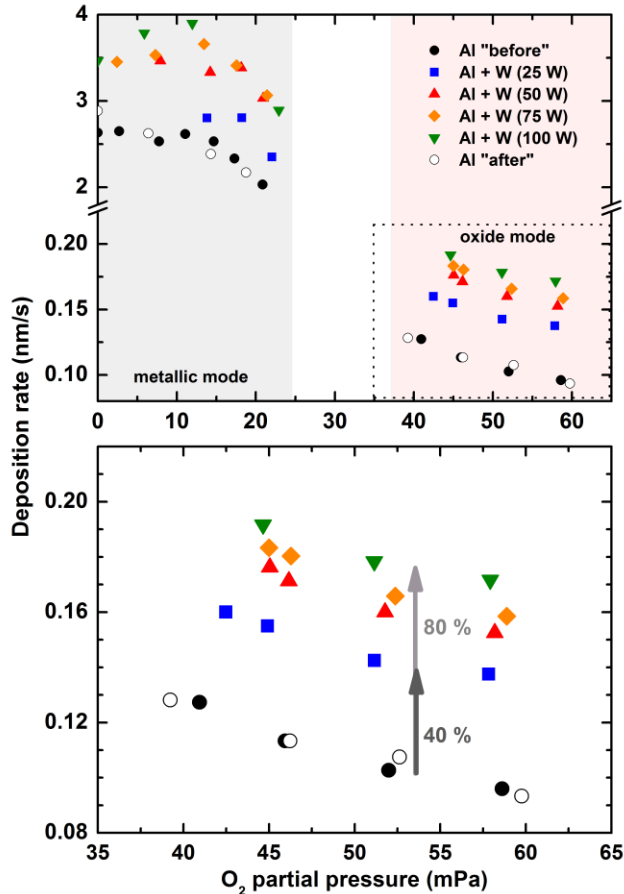 4
3
2
0.20
0.15
0.10
0 10 20 30 40 50 60
Al "before"
Al + W (25 W)
Al + W (50 W)
Al + W (75 W)
Al + W (100 W)
Al "after"
oxide mode
metallic mode
Deposition rate (nm/s)
0.20
0.16
0.12
0.08
80 %
40 %
35 40 45 50 55 60 65
O₂ partial pressure (mPa)